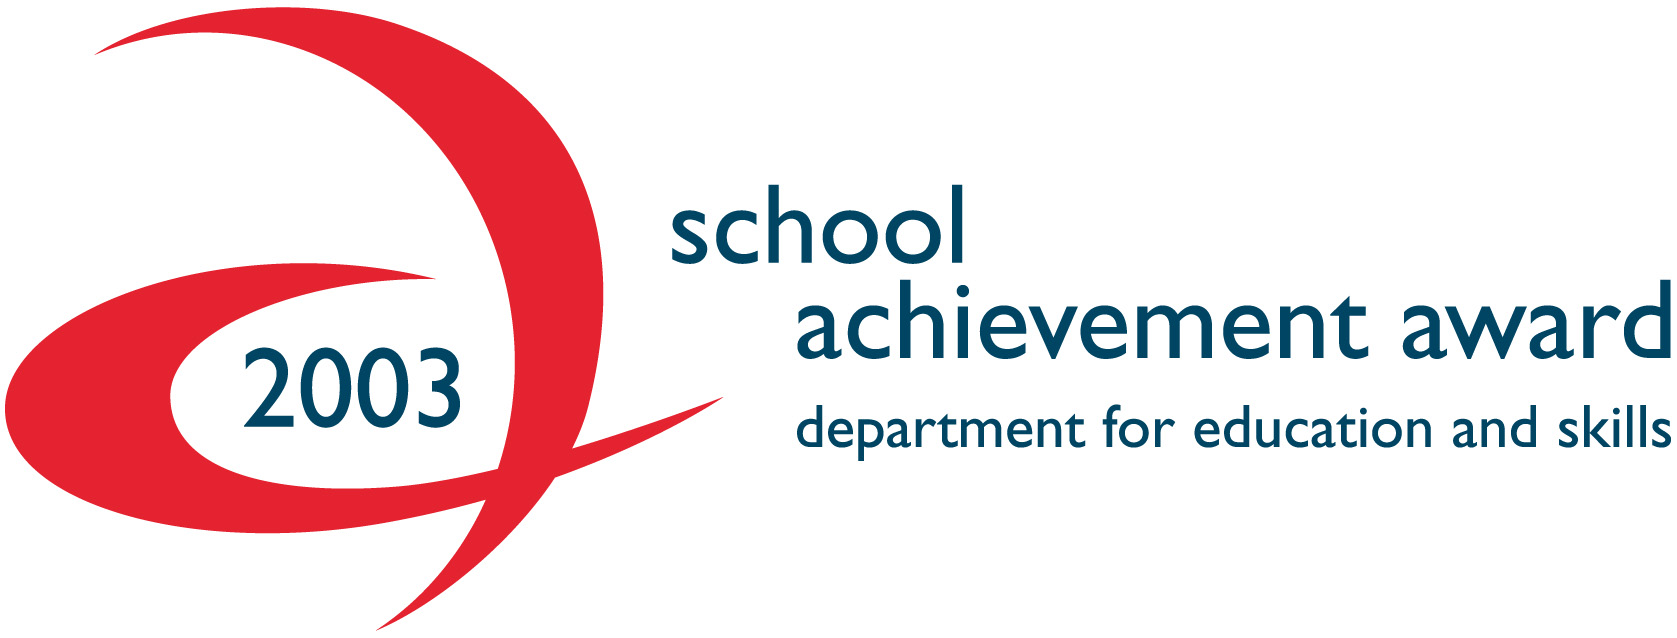 2003
school
achievement award
department for education and skills